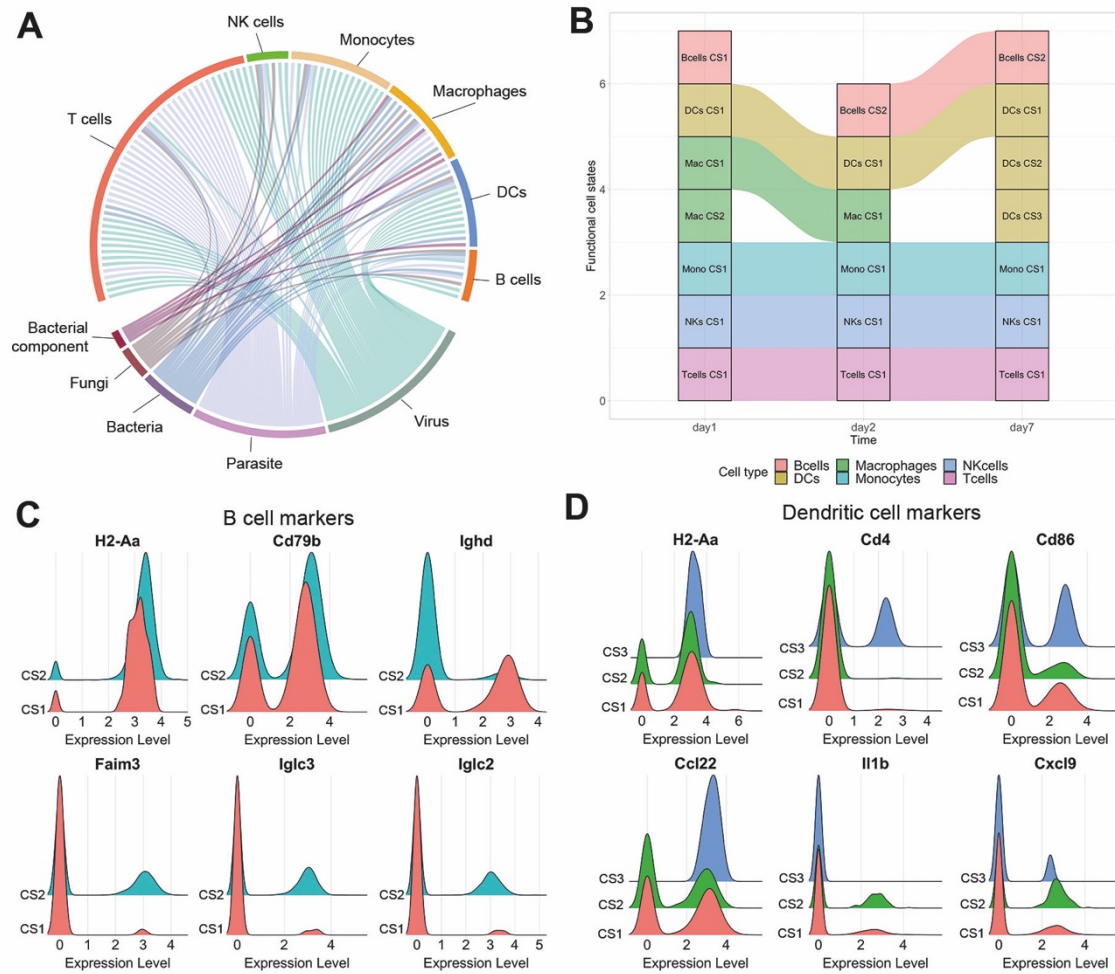 A
NK cells
Monocytes
Macrophages
T cells
DCs
B cells
Bacterial
component
Fungi
Bacteria
Parasite
Virus
B
Functional cell states
6
4
2
0
Bcells CS1
DCs CS1
Mac CS1
Mac CS2
Mono CS1
NKs CS1
Tcells CS1
Bcells CS2
DCs CS1
Mac CS1
Mono CS1
NKs CS1
Tcells CS1
Bcells CS2
DCs CS1
DCs CS2
DCs CS3
Mono CS1
NKs CS1
Tcells CS1
day1 day2 day7
Time
Cell type Bcells Macrophages NKcells
DCs Monocytes Tcells
C
B cell markers
H2-Aa Cd79b Ighd
CS2
CS1
0 1 2 3 4 5 0 2 4 0 1 2 3 4
Expression Level Expression Level Expression Level
Faim3 Iglc3 Iglc2
CS2
CS1
0 1 2 3 4 0 2 4 0 1 2 3 4 5
Expression Level Expression Level Expression Level
D
Dendritic cell markers
H2-Aa Cd4 Cd86
CS3 CS3 CS3
CS2 CS2 CS2
CS1 CS1 CS1
0 2 4 6 0 1 2 3 4 0 2 4
Expression Level Expression Level Expression Level
Ccl22 Il1b Cxcl9
CS3 CS3 CS3
CS2 CS2 CS2
CS1 CS1 CS1
0 2 4 0 2 4 0 2 4
Expression Level Expression Level Expression Level